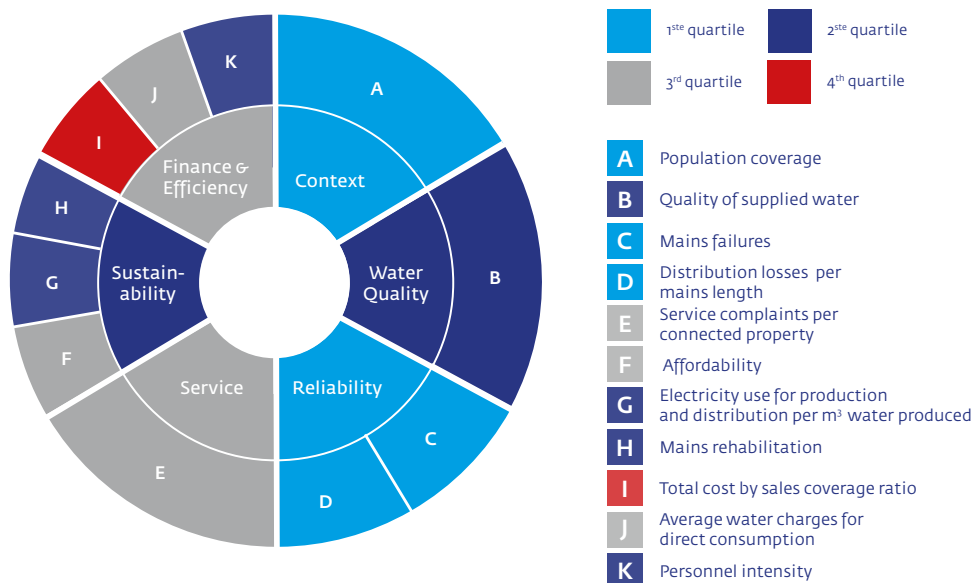 K
A
J
I
Finance &
Efficiency
Context
H
G
Sustain-
ability
Water
Quality
B
F
Service
Reliability
E
D
C
1ste quartile
2ste quartile
3rd quartile
4th quartile
A Population coverage
B Quality of supplied water
C Mains failures
D Distribution losses per
mains length
E Service complaints per
connected property
F Affordability
G Electricity use for production
and distribution per m³ water produced
H Mains rehabilitation
I Total cost by sales coverage ratio
J Average water charges for
direct consumption
K Personnel intensity